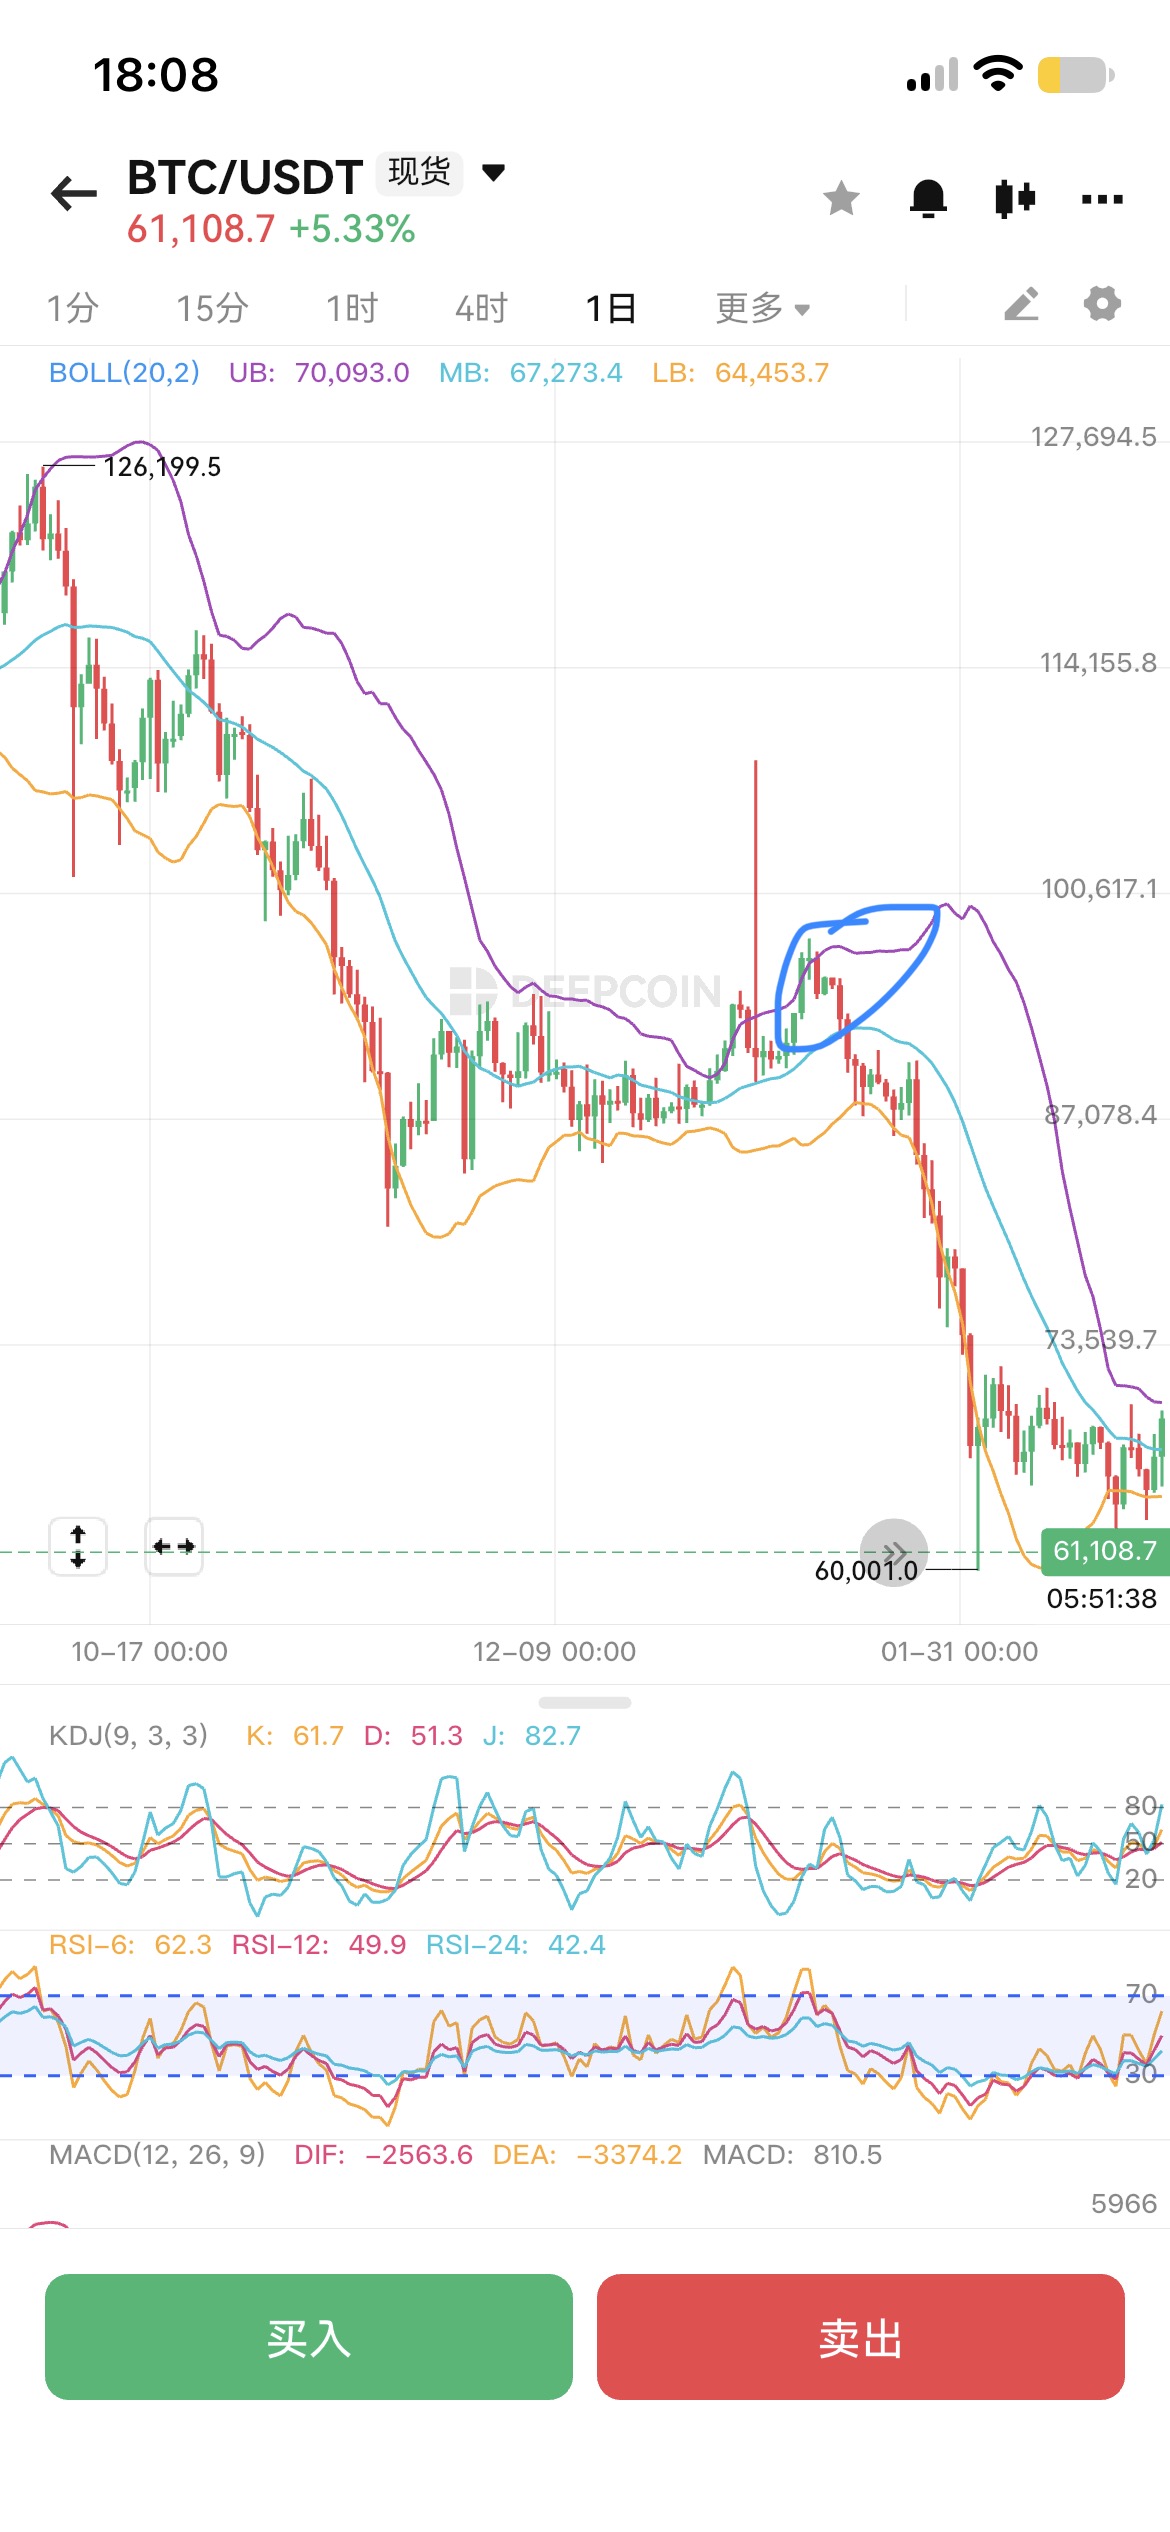 18:08
BTC/USDT 现货
61,108.7 +5.33%
1分 15分 1时 4时 1日 更多
BOLL(20,2) UB: 70,093.0 MB: 67,273.4 LB: 64,453.7
127,694.5
126,199.5
114,155.8
100,617.1
DEEPCOIN
87,078.4
73,539.7
61,108.7
60,001.0
05:51:38
10-17 00:00 12-09 00:00 01-31 00:00
KDJ(9, 3, 3) K: 61.7 D: 51.3 J: 82.7
80
50
20
RSI-6: 62.3 RSI-12: 49.9 RSI-24: 42.4
70
30
MACD(12, 26, 9) DIF: -2563.6 DEA: -3374.2 MACD: 810.5
5966
买入 卖出